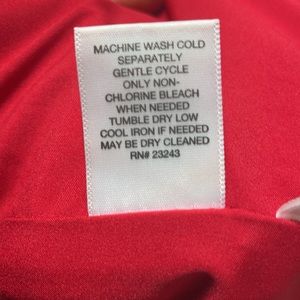 MACHINE WASH COLD
SEPARATELY
GENTLE CYCLE
ONLY NON-
CHLORINE BLEACH
WHEN NEEDED
TUMBLE DRY LOW
COOL IRON IF NEEDED
MAY BE DRY CLEANED
RN# 23243